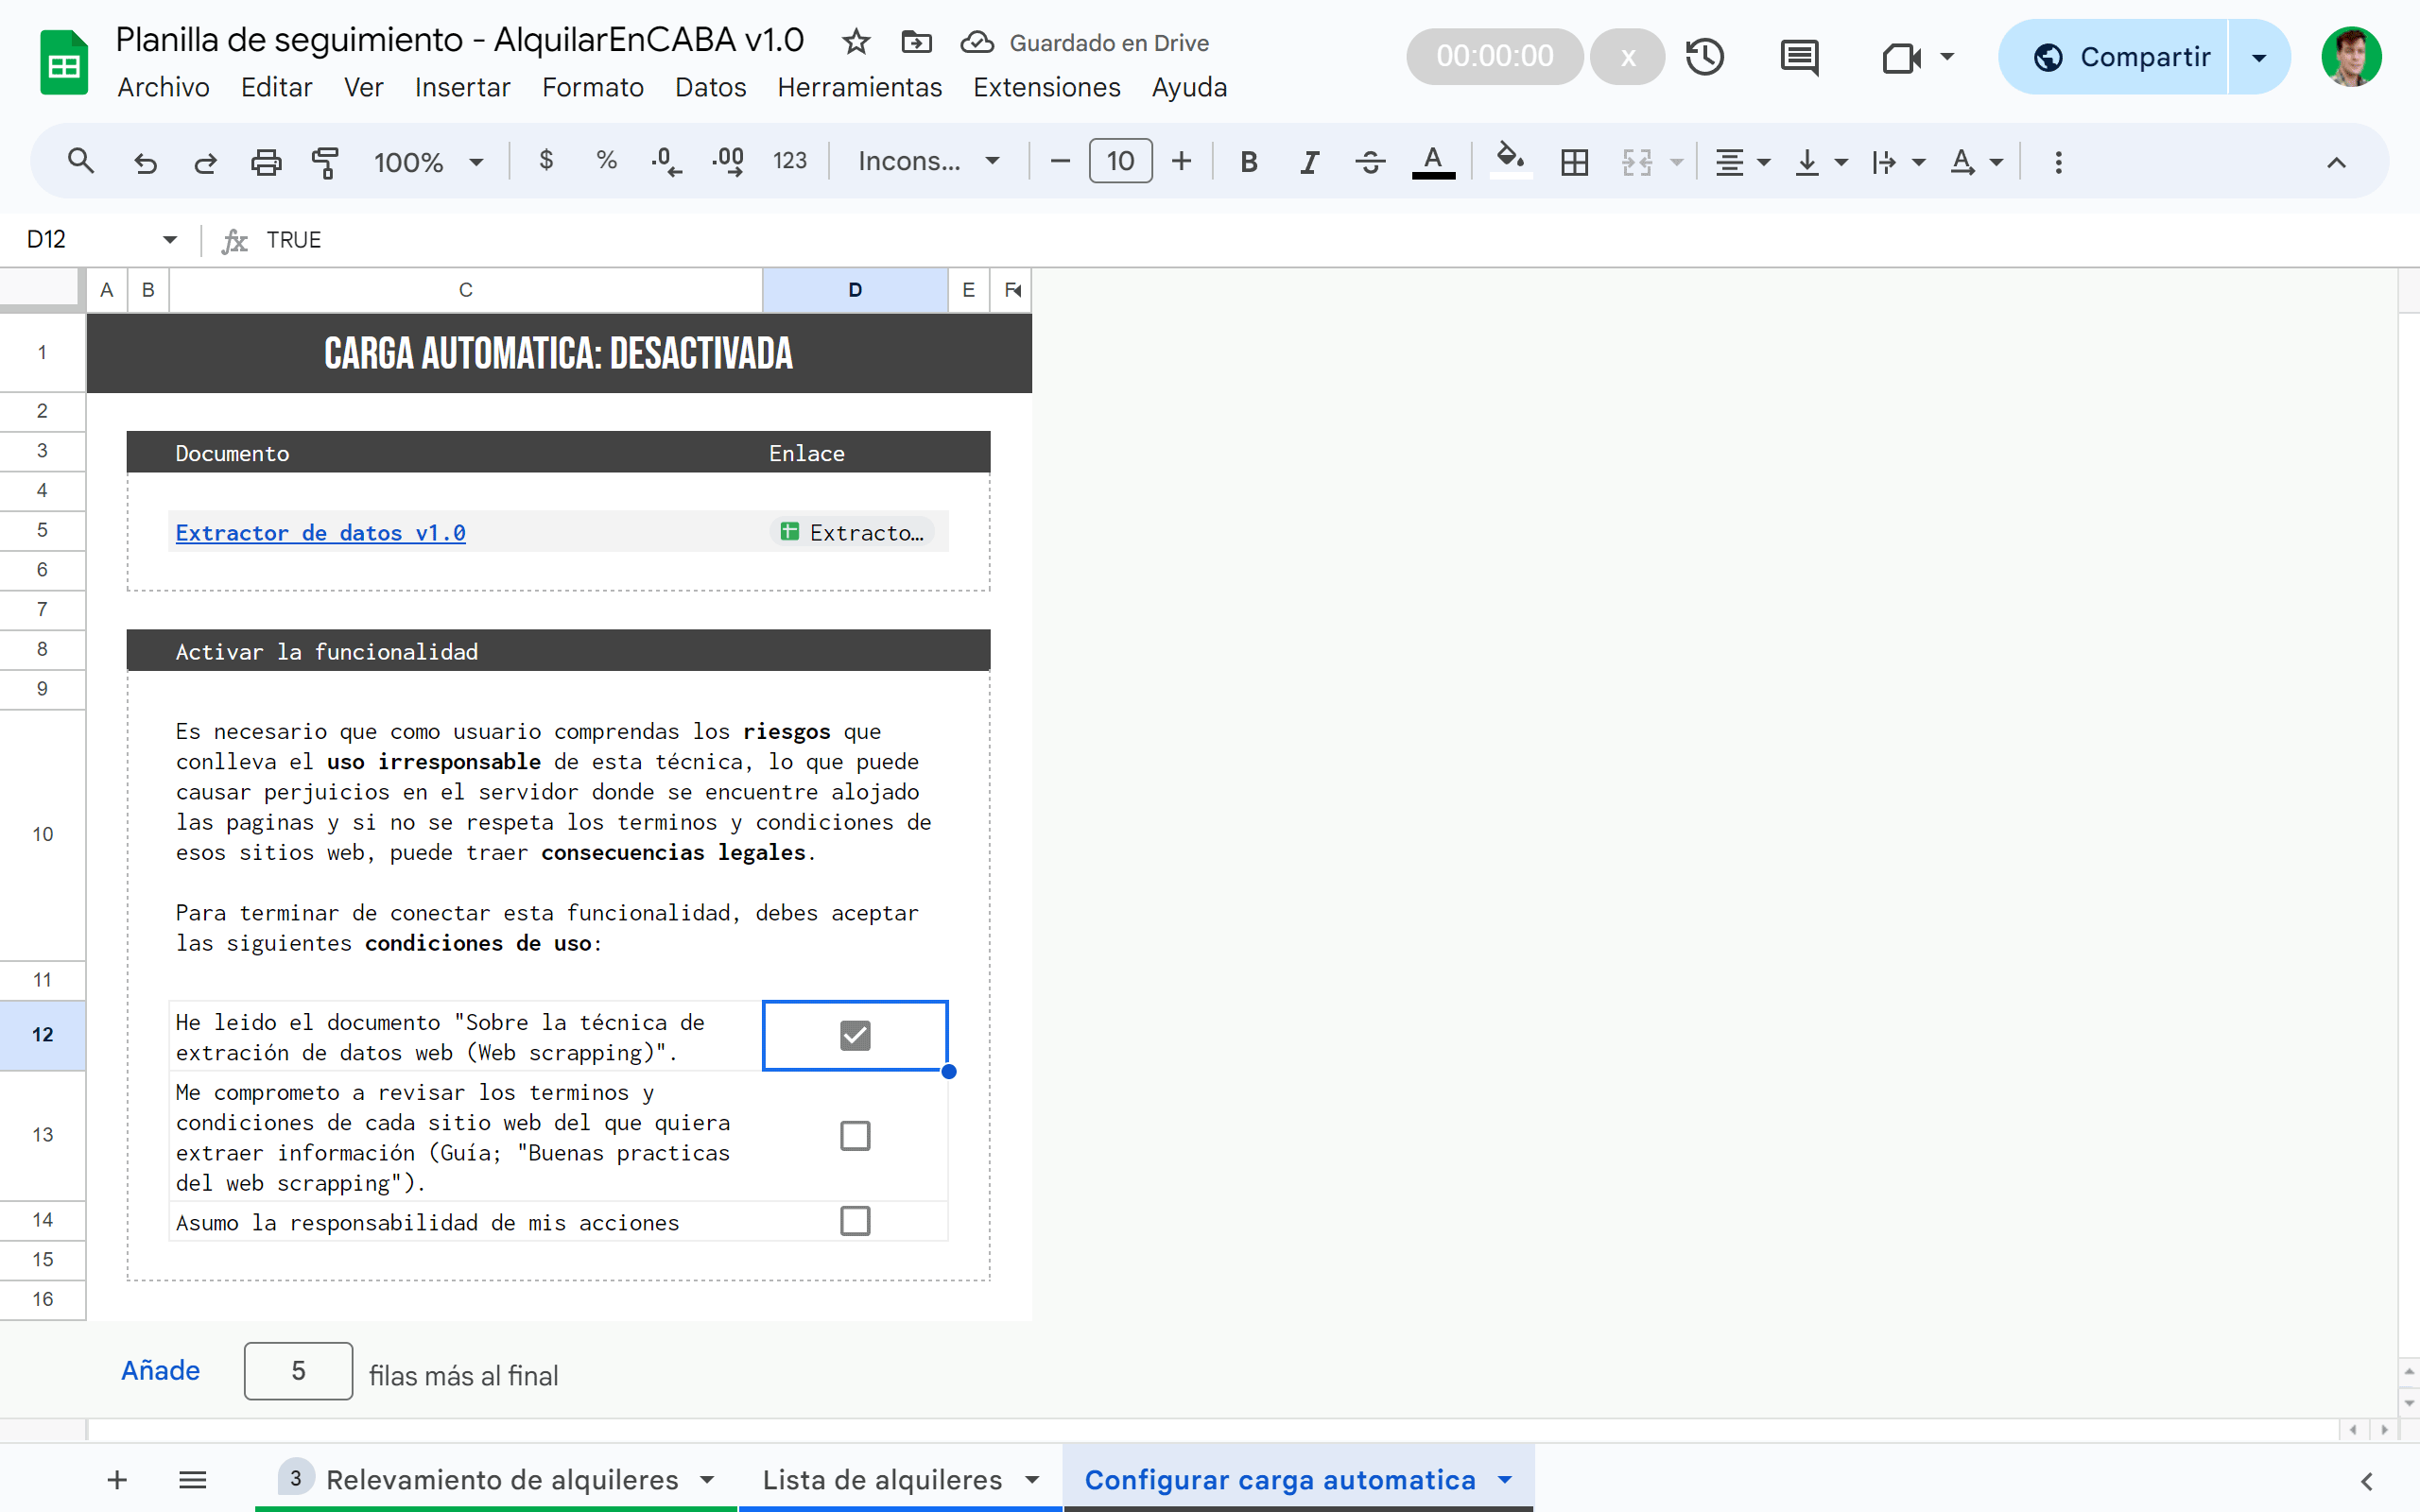 Planilla de seguimiento - AlquilarEnCABA v1.0
Guardado en Drive
00:00:00
x
Compartir
Archivo Editar Ver Insertar Formato Datos Herramientas Extensiones Ayuda
100% $ % .0 .00 123 Incons... 10 B I A A
D12 fx TRUE
A B C D E F
1 CARGA AUTOMATICA: DESACTIVADA
2
3 Documento Enlace
4
5 Extractor de datos v1.0 Extracto...
6
7
8 Activar la funcionalidad
9
Es necesario que como usuario comprendas los riesgos que
conlleva el uso irresponsable de esta técnica, lo que puede
causar perjuicios en el servidor donde se encuentre alojado
10
las paginas y si no se respeta los terminos y condiciones de
esos sitios web, puede traer consecuencias legales.
Para terminar de conectar esta funcionalidad, debes aceptar
las siguientes condiciones de uso:
11
12
He leido el documento "Sobre la técnica de
extración de datos web (Web scrapping)".
13
Me comprometo a revisar los terminos y
condiciones de cada sitio web del que quiera
extraer información (Guía; "Buenas practicas
del web scrapping").
14 Asumo la responsabilidad de mis acciones
15
16
Añade 5 filas más al final
3 Relevamiento de alquileres Lista de alquileres Configurar carga automatica